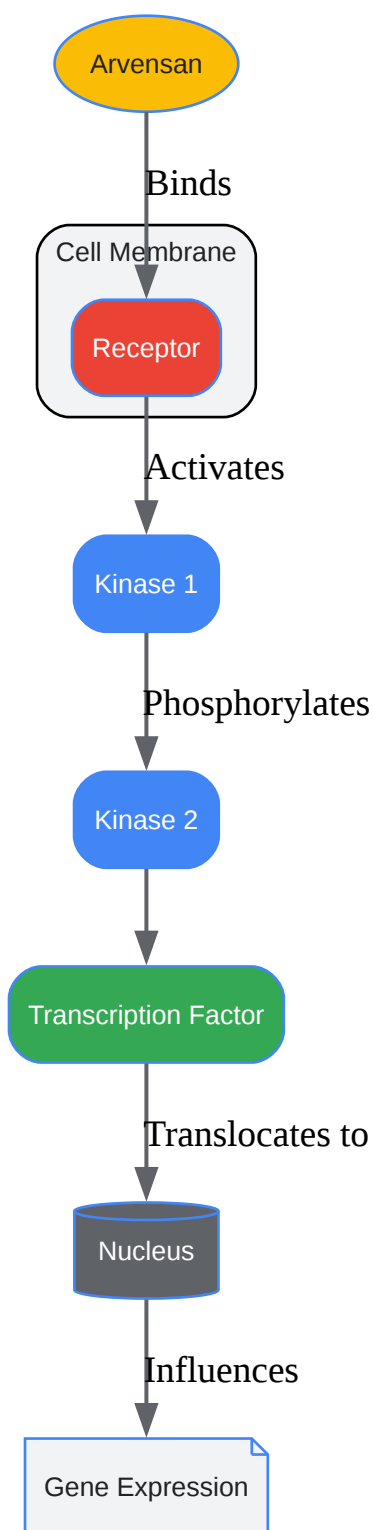 Arvensan
Binds
Cell Membrane
Receptor
Activates
Kinase 1
Phosphorylates
Kinase 2
Transcription Factor
Translocates to
Nucleus
Influences
Gene Expression